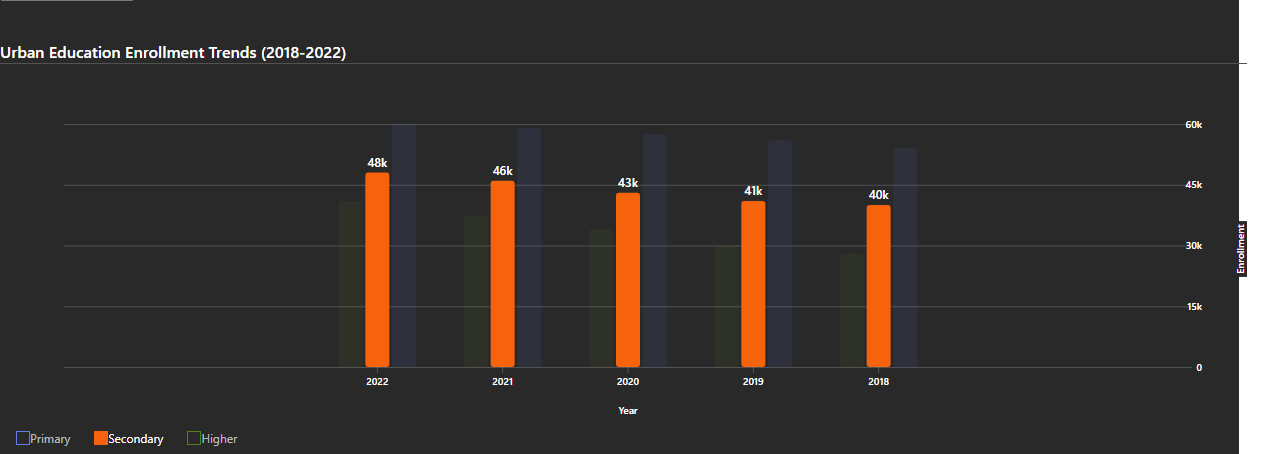 Urban Education Enrollment Trends (2018-2022)
60k
45k
30k
15k
0
Enrollment
48k
46k
43k
41k
40k
2022 2021 2020 2019 2018
Year
Primary Secondary Higher